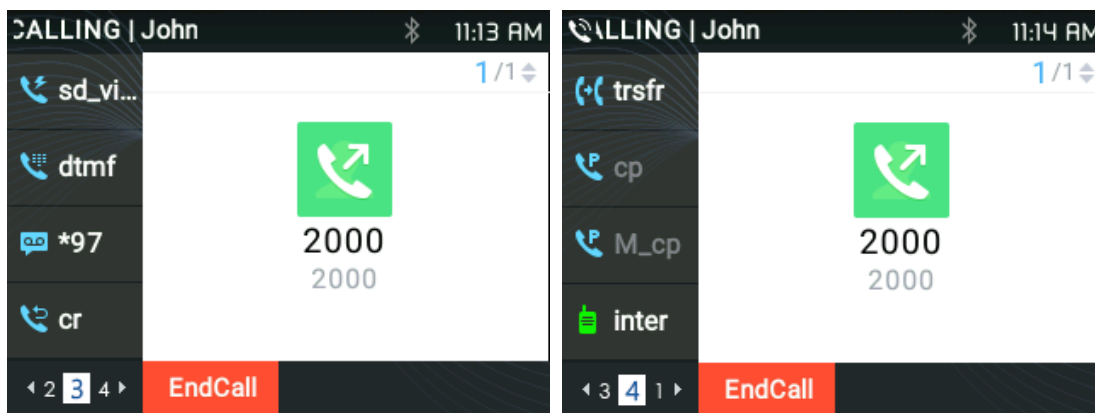 CALLING | John 11:13 AM
1/1
sd_vi...
dtmf
*97
cr
2000
2000
2 3 4 EndCall
ALLING | John 11:14 AM
1/1
trsfr
cp
M_cp
inter
2000
2000
3 4 1 EndCall